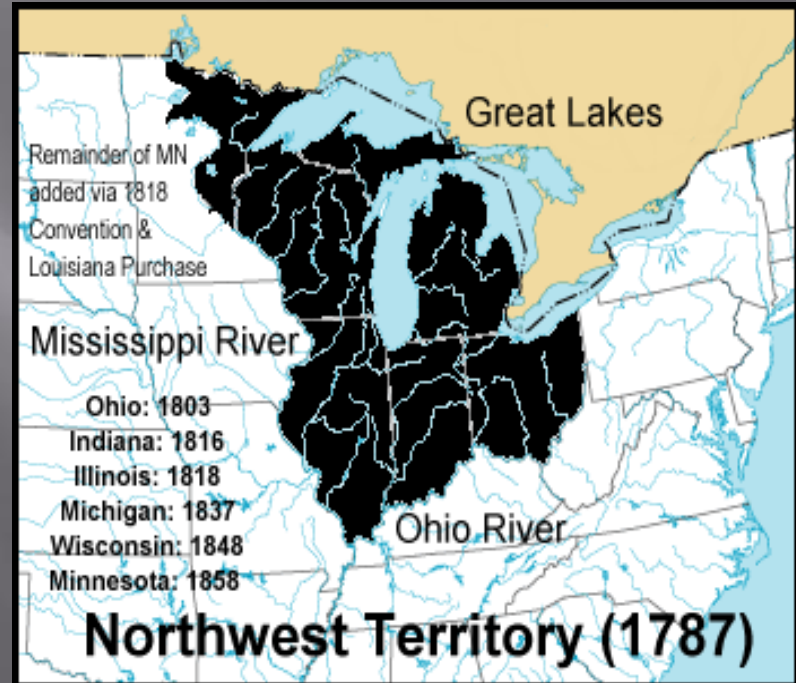 Great Lakes
Remainder of MN
added via 1818
Convention &
Louisiana Purchase
Mississippi River
Ohio: 1803
Indiana: 1816
Illinois: 1818
Michigan: 1837
Wisconsin: 1848
Minnesota: 1858
Ohio River
Northwest Territory (1787)